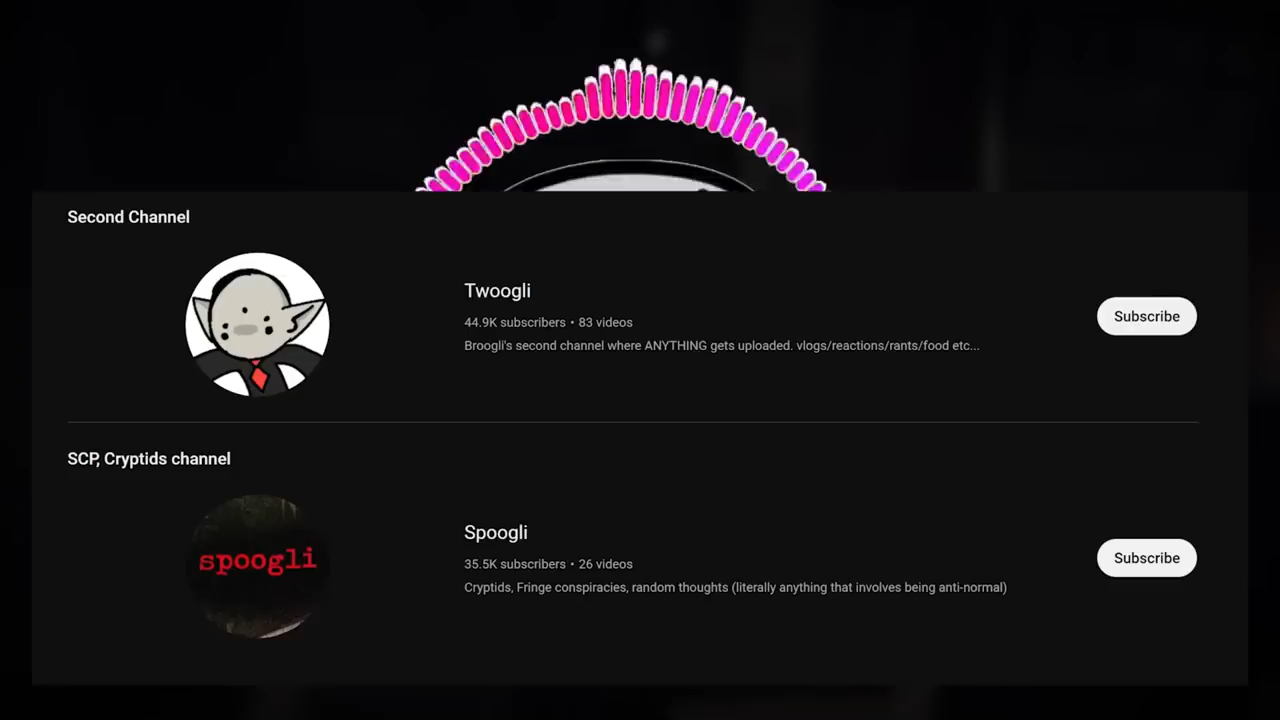 Second Channel
Twoogli
44.9K subscribers • 83 videos
Broogli's second channel where ANYTHING gets uploaded. vlogs/reactions/rants/food etc...
Subscribe
SCP, Cryptids channel
spoogli
Spoogli
35.5K subscribers • 26 videos
Cryptids, Fringe conspiracies, random thoughts (literally anything that involves being anti-normal)
Subscribe